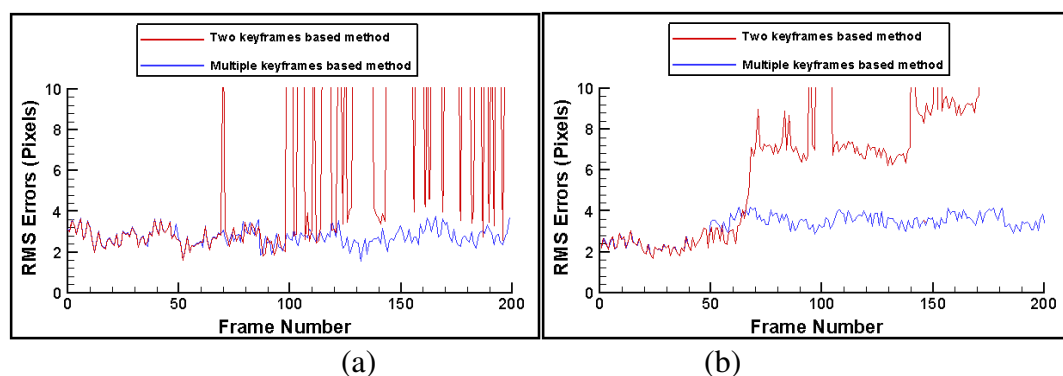 Two keyframes based method
Multiple keyframes based method
RMS Errors (Pixels)
10
8
6
4
2
0
0 50 100 150 200
Frame Number
(a)
Two keyframes based method
Multiple keyframes based method
RMS Errors (Pixels)
10
8
6
4
2
0
0 50 100 150 200
Frame Number
(b)